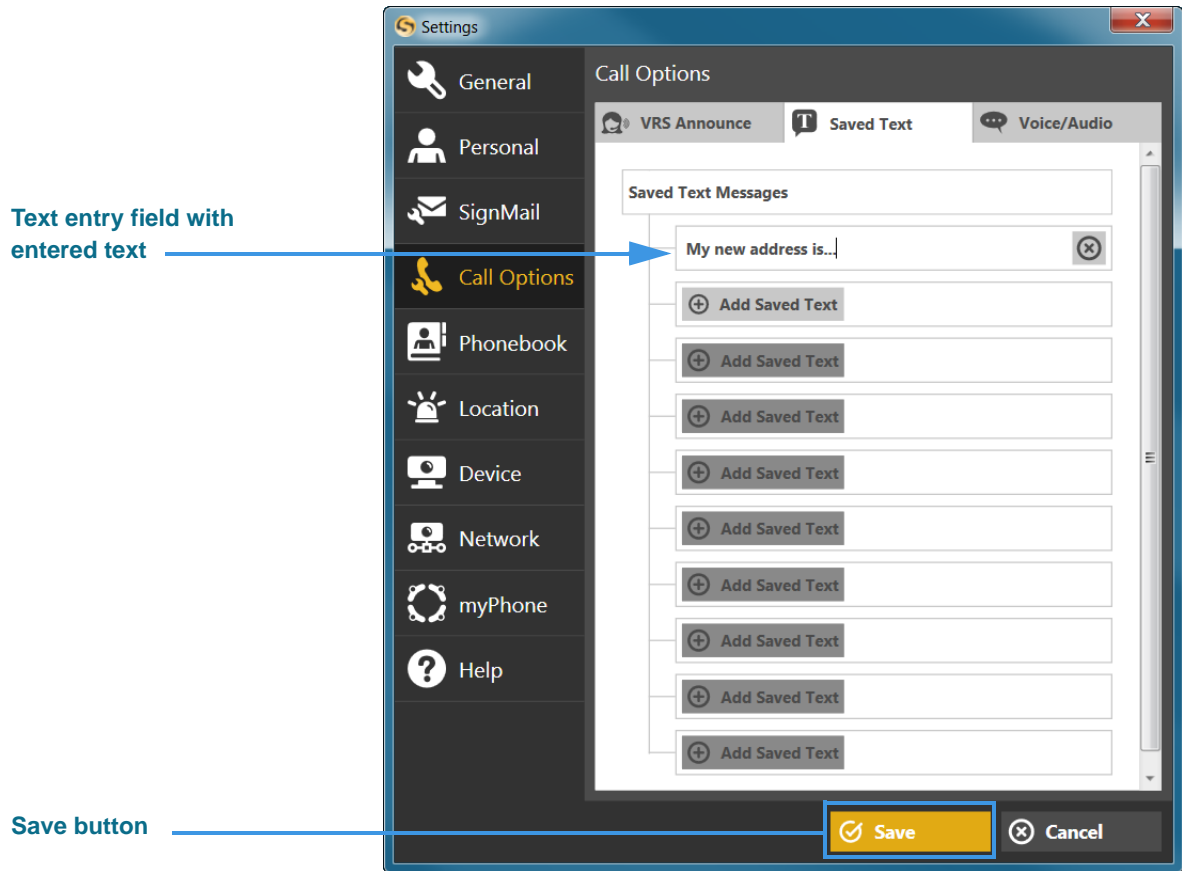 Settings
General
Personal
SignMail
Call Options
Phonebook
Location
Device
Network
myPhone
Help
Call Options
VRS Announce
T Saved Text
Voice/Audio
Saved Text Messages
My new address is...
Add Saved Text
Add Saved Text
Add Saved Text
Add Saved Text
Add Saved Text
Add Saved Text
Add Saved Text
Add Saved Text
Add Saved Text
Save
Cancel
Text entry field with
entered text
Save button